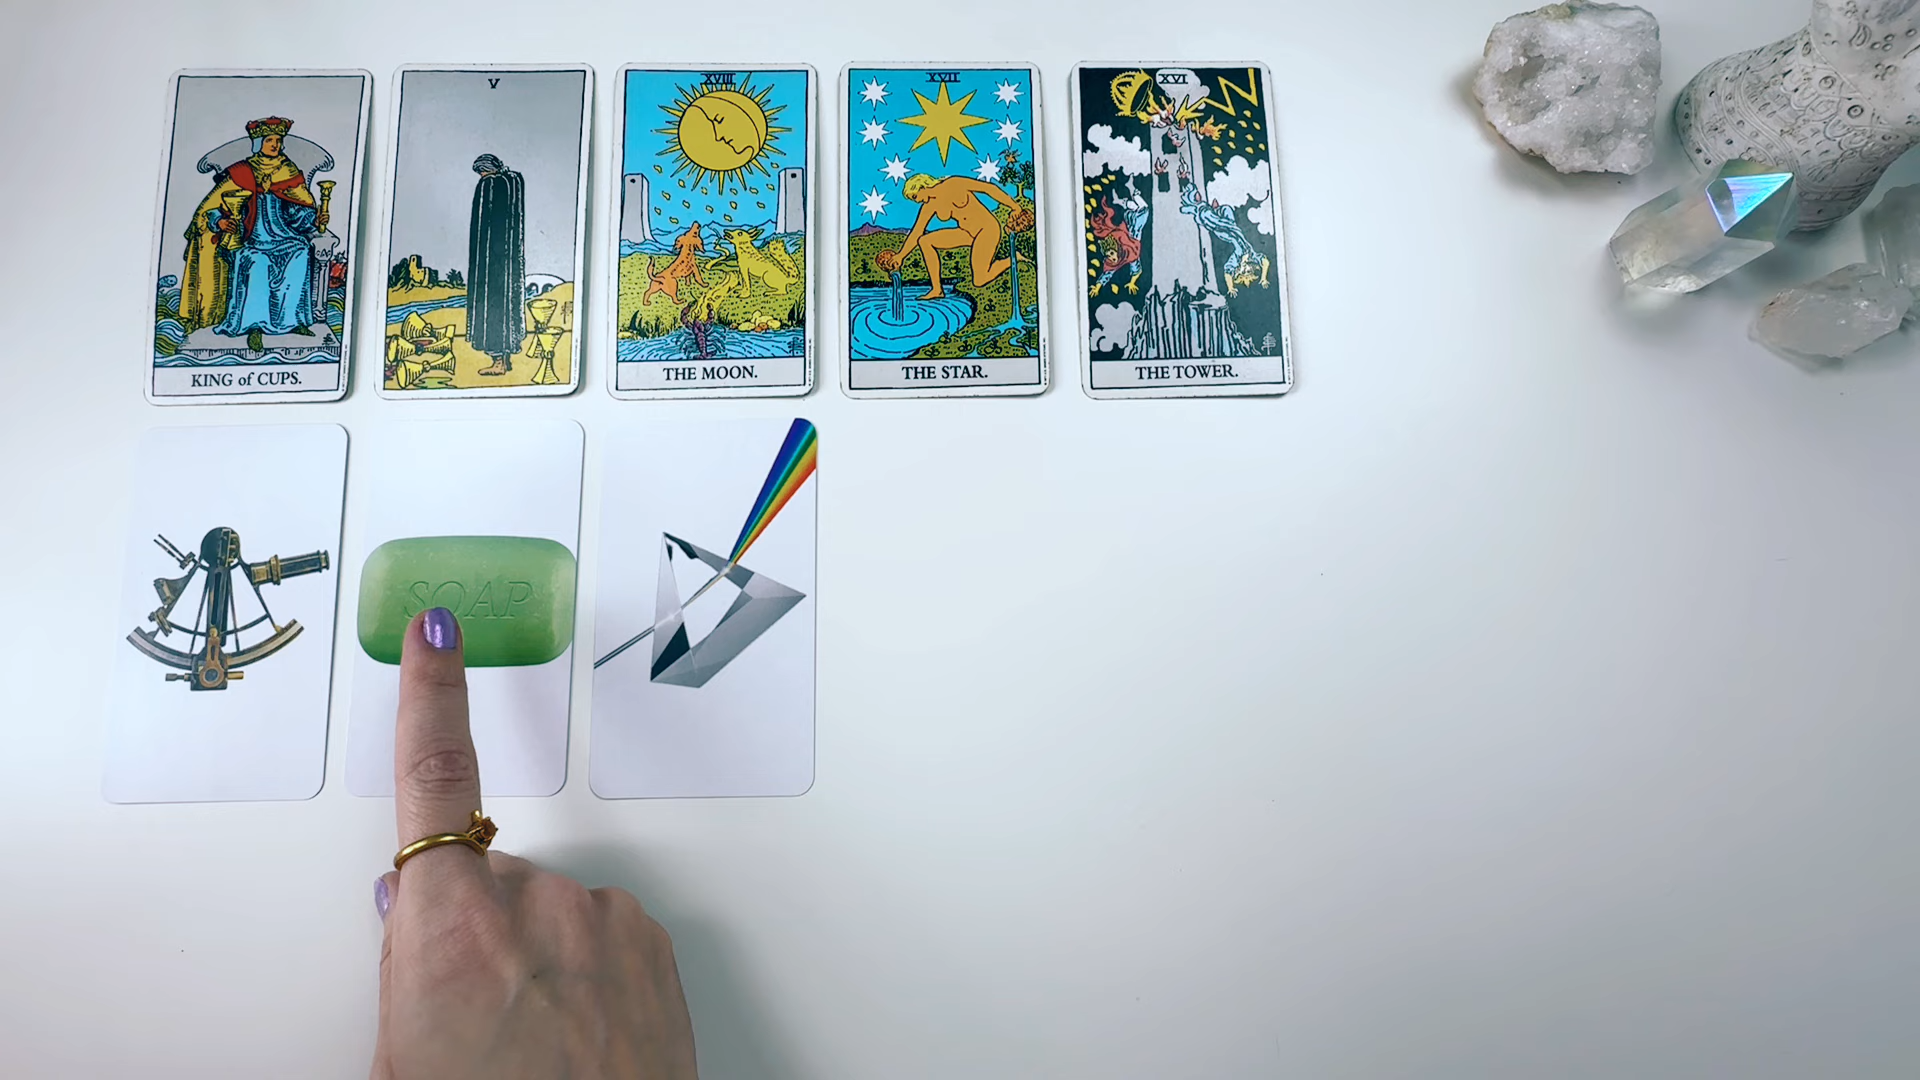 V
XVIII
XVII
XVI
KING of CUPS.
THE MOON.
THE STAR.
THE TOWER.
SOAP